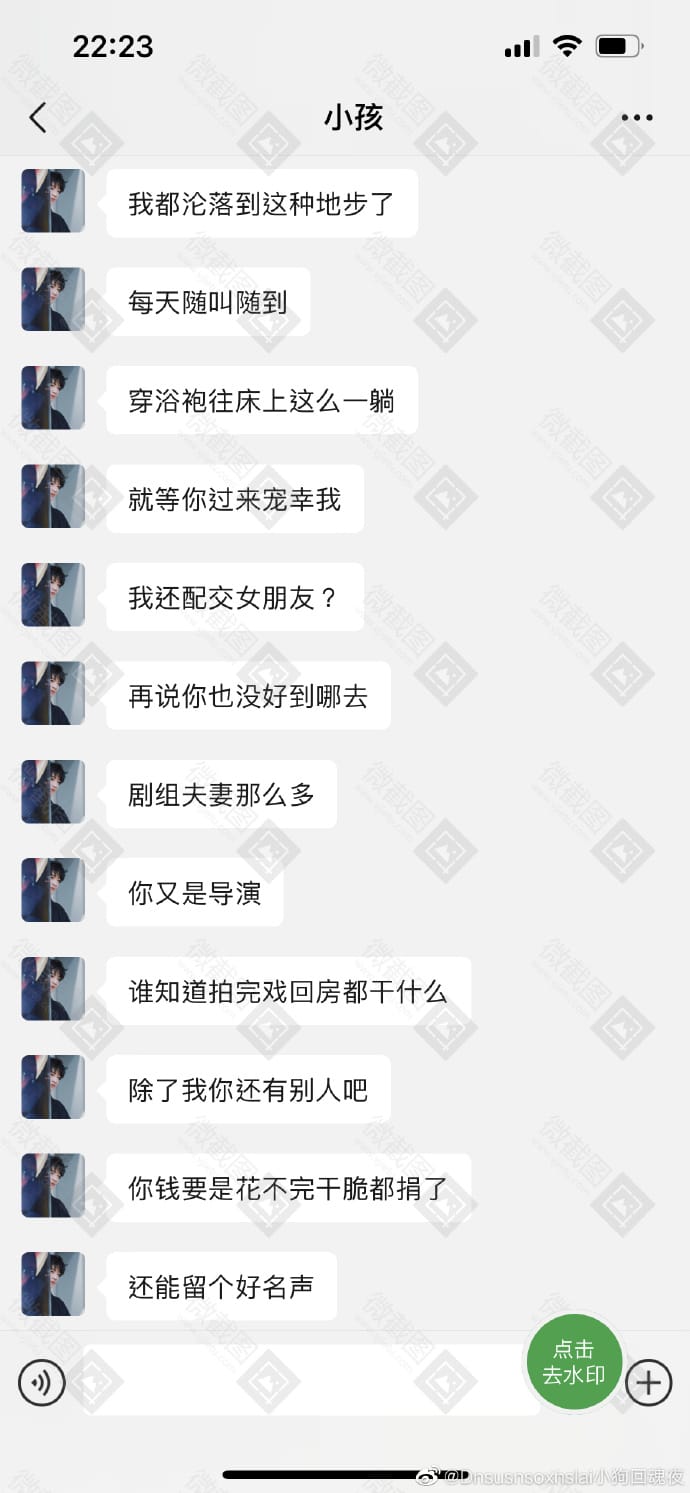 22:23
小孩
我都沦落到这种地步了
每天随叫随到
穿浴袍往床上这么一躺
就等你过来宠幸我
我还配交女朋友？
再说你也没好到哪去
剧组夫妻那么多
你又是导演
谁知道拍完戏回房都干什么
除了我你还有别人吧
你钱要是花不完干脆都捐了
还能留个好名声
点击
去水印
@Dnsusnsoxnslai小狗回魂夜
微截图